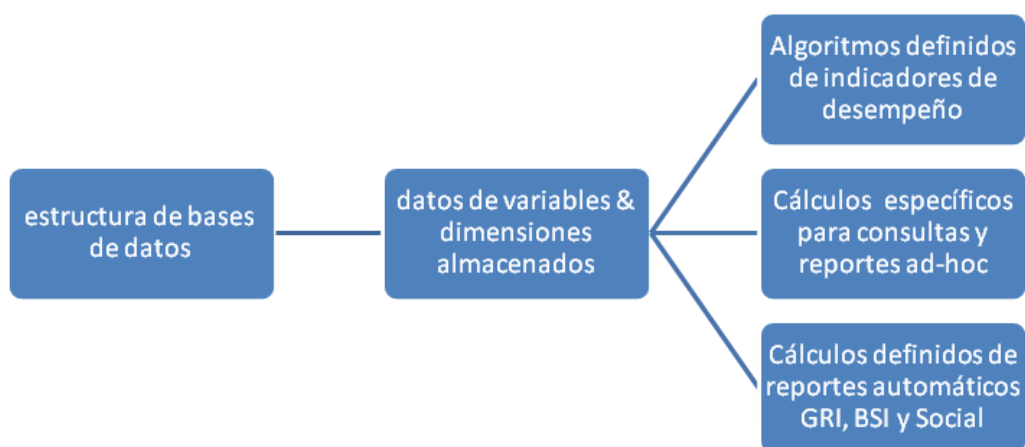 estructura de bases
de datos
datos de variables &
dimensiones
almacenados
Algoritmos definidos
de indicadores de
desempeño
Cálculos específicos
para consultas y
reportes ad-hoc
Cálculos definidos de
reportes automáticos
GRI, BSI y Social